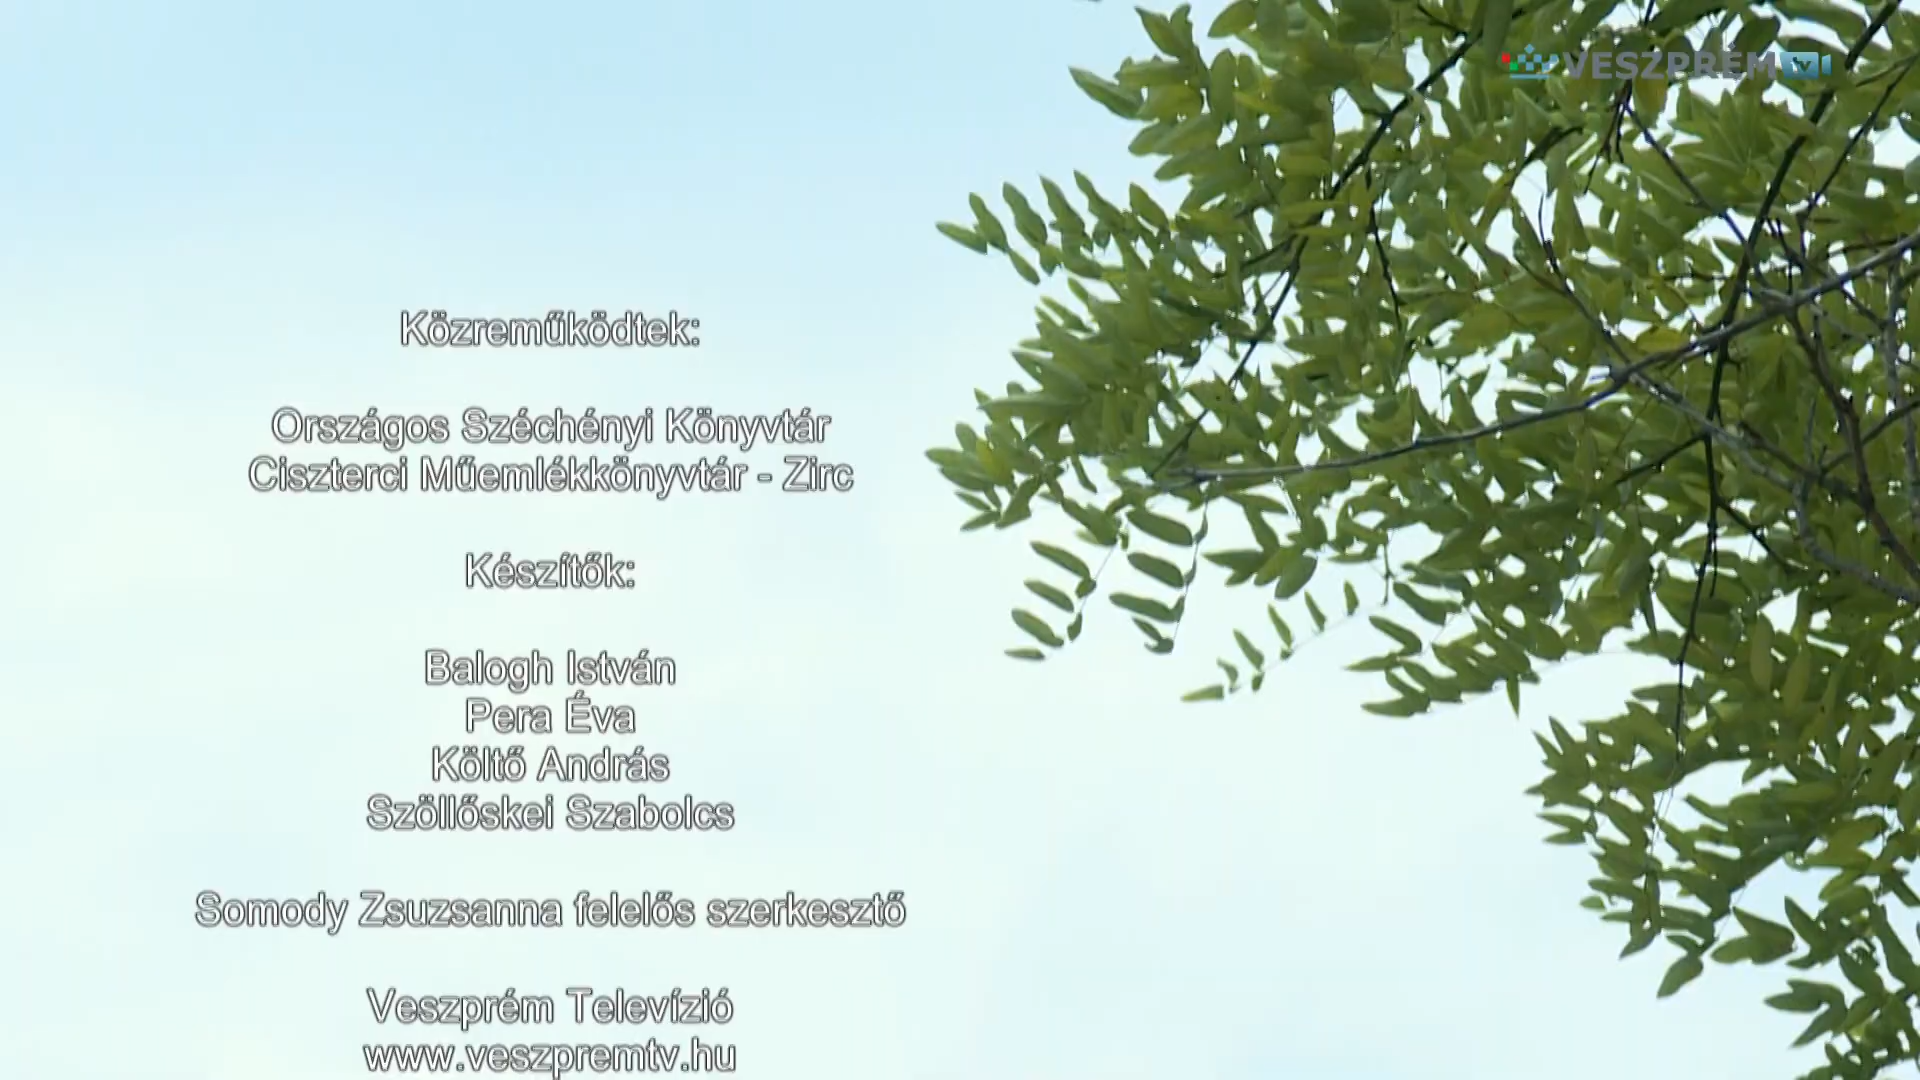 VESZPRÉM tv
Közreműködtek:
Országos Széchényi Könyvtár
Ciszterci Műemlékkönyvtár - Zirc
Készítők:
Balogh István
Pera Éva
Költő András
Szöllőskei Szabolcs
Somody Zsuzsanna felelős szerkesztő
Veszprém Televízió
www.veszpremtv.hu